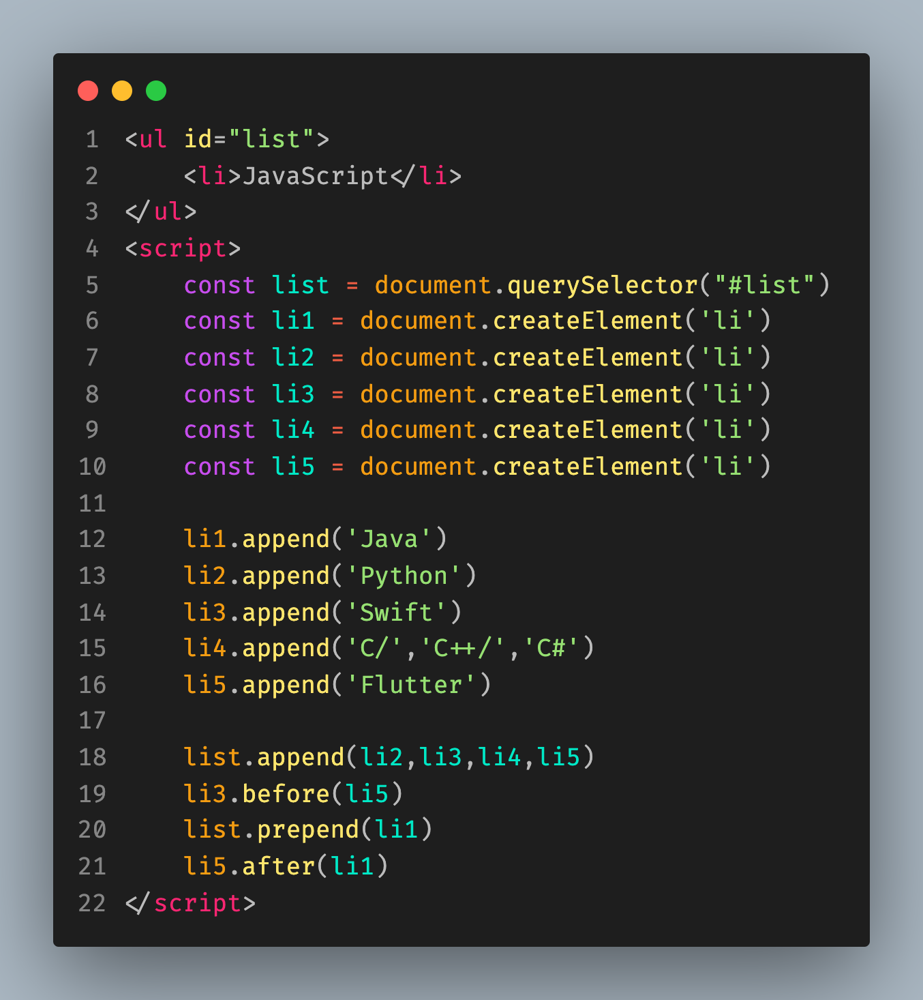 1 <ul id="list">
2     <li>JavaScript</li>
3 </ul>
4 <script>
5     const list = document.querySelector("#list")
6     const li1 = document.createElement('li')
7     const li2 = document.createElement('li')
8     const li3 = document.createElement('li')
9     const li4 = document.createElement('li')
10     const li5 = document.createElement('li')
11
12     li1.append('Java')
13     li2.append('Python')
14     li3.append('Swift')
15     li4.append('C/','C++/','C#')
16     li5.append('Flutter')
17
18     list.append(li2,li3,li4,li5)
19     li3.before(li5)
20     list.prepend(li1)
21     li5.after(li1)
22 </script>